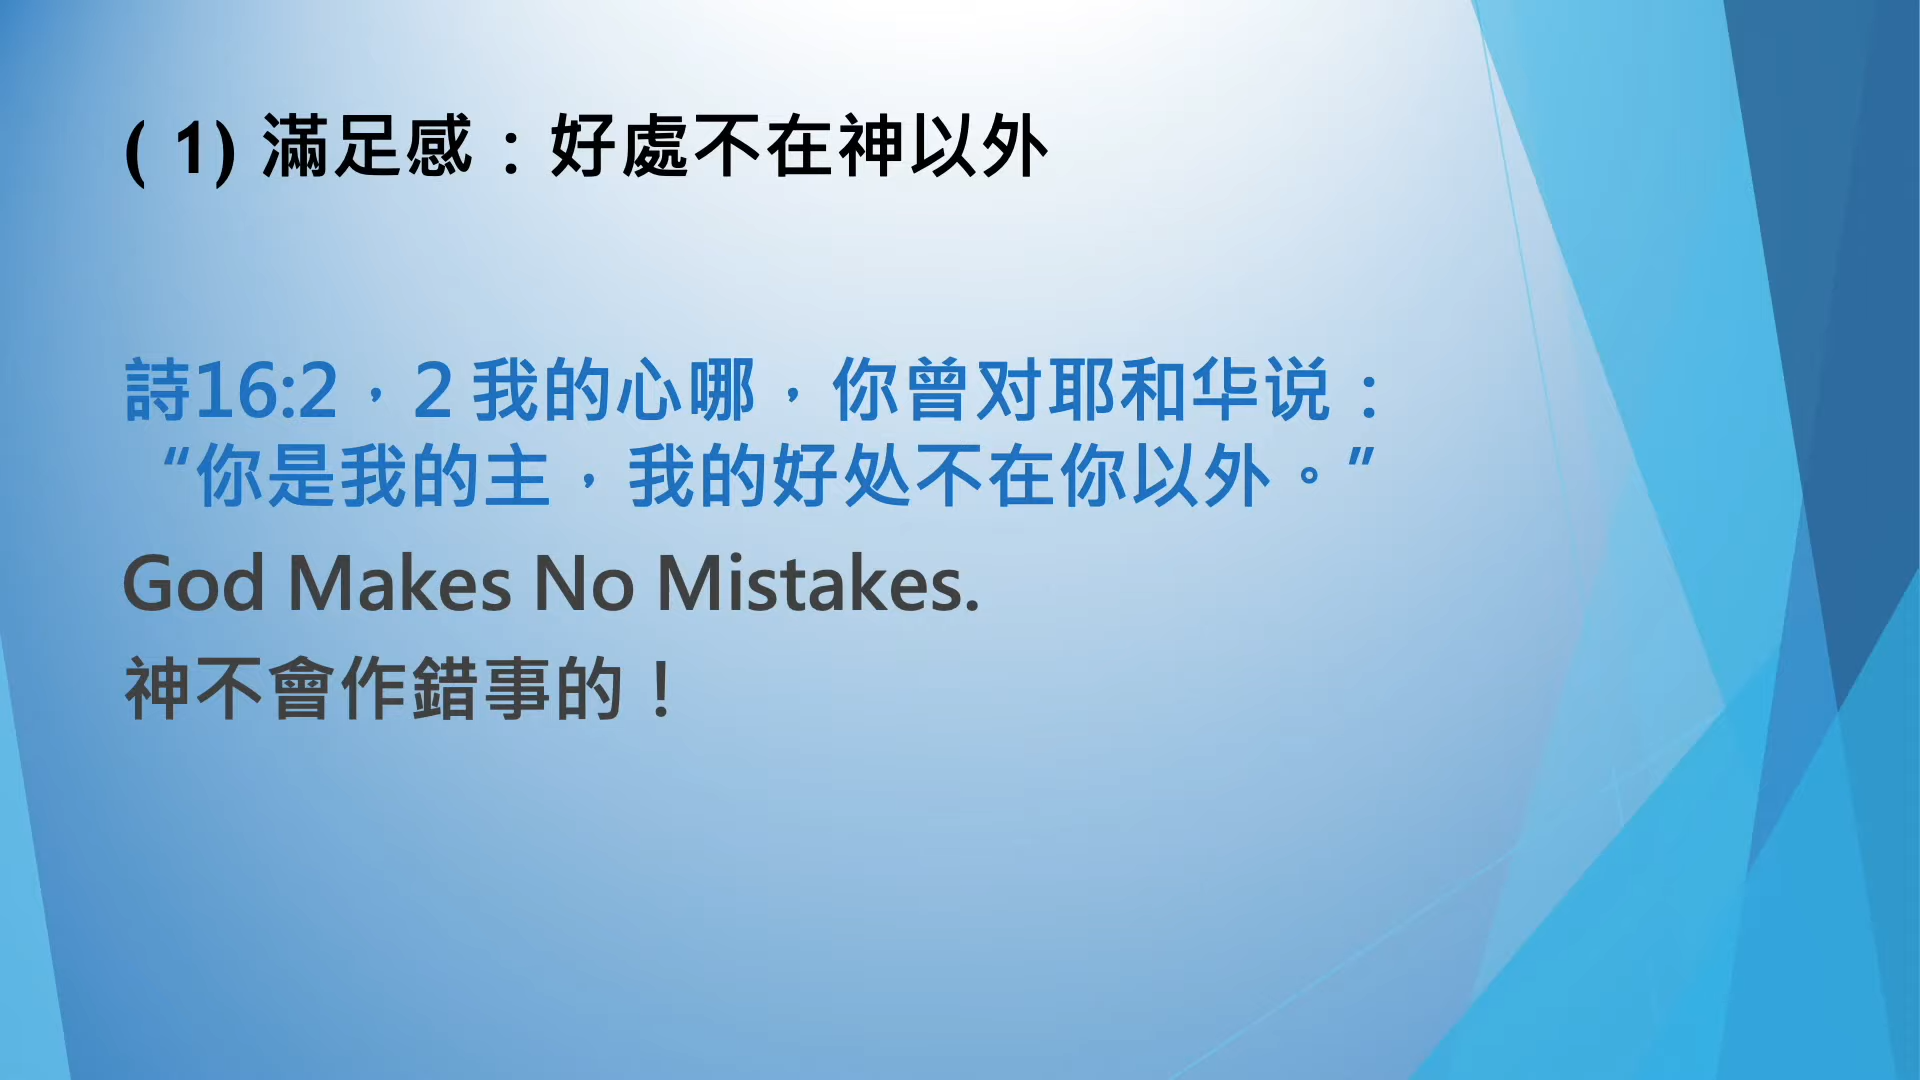 ( 1) 滿足感：好處不在神以外
詩16:2，2 我的心哪，你曾对耶和华说：
“你是我的主，我的好处不在你以外。”
God Makes No Mistakes.
神不會作錯事的！